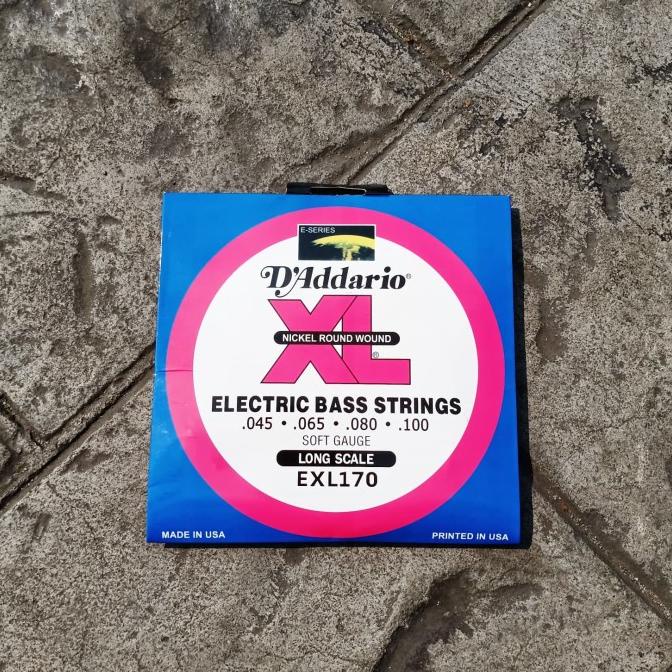 E-SERIES
D'Addario®
XL®
NICKEL ROUND WOUND
ELECTRIC BASS STRINGS
.045 • .065 • .080 • .100
SOFT GAUGE
LONG SCALE
EXL170
MADE IN USA
PRINTED IN USA